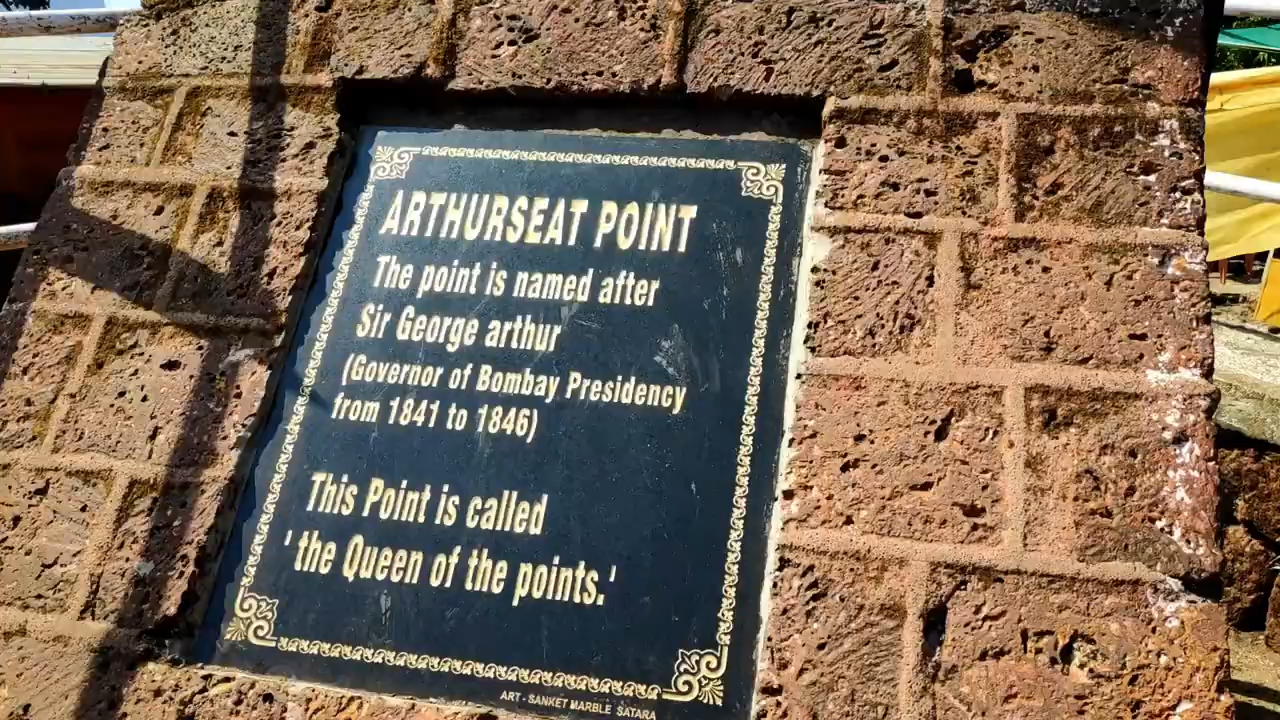 ARTHURSEAT POINT
The point is named after
Sir George arthur
(Governor of Bombay Presidency
from 1841 to 1846)
This Point is called
' the Queen of the points.'
ART - SANKET MARBLE SATARA